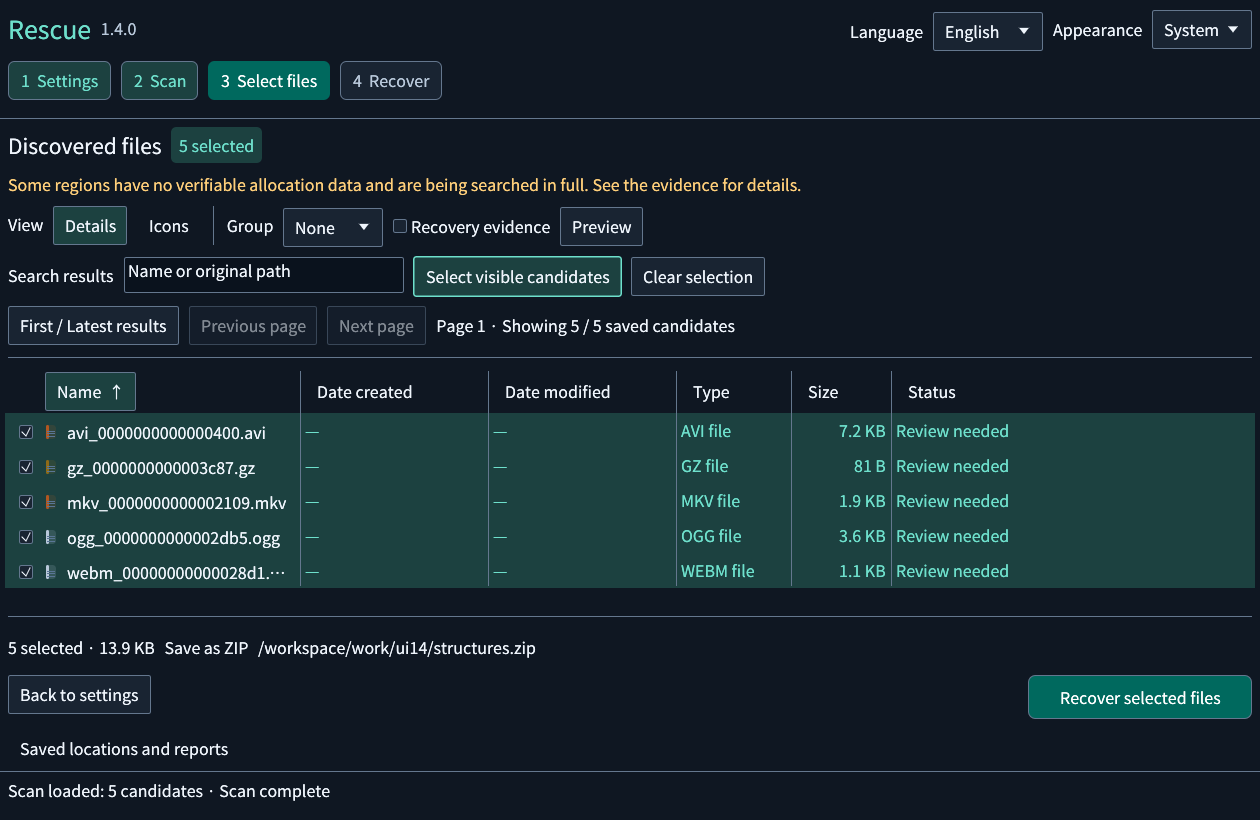 Rescue 1.4.0
Language English Appearance System
1 Settings 2 Scan 3 Select files 4 Recover
Discovered files 5 selected
Some regions have no verifiable allocation data and are being searched in full. See the evidence for details.
View Details Icons Group None Recovery evidence Preview
Search results Name or original path Select visible candidates Clear selection
First / Latest results Previous page Next page Page 1 · Showing 5 / 5 saved candidates
Name ↑ Date created Date modified Type Size Status
avi_0000000000000400.avi — — AVI file 7.2 KB Review needed
gz_0000000000003c87.gz — — GZ file 81 B Review needed
mkv_0000000000002109.mkv — — MKV file 1.9 KB Review needed
ogg_0000000000002db5.ogg — — OGG file 3.6 KB Review needed
webm_00000000000028d1.··· — — WEBM file 1.1 KB Review needed
5 selected · 13.9 KB Save as ZIP /workspace/work/ui14/structures.zip
Back to settings Recover selected files
Saved locations and reports
Scan loaded: 5 candidates · Scan complete